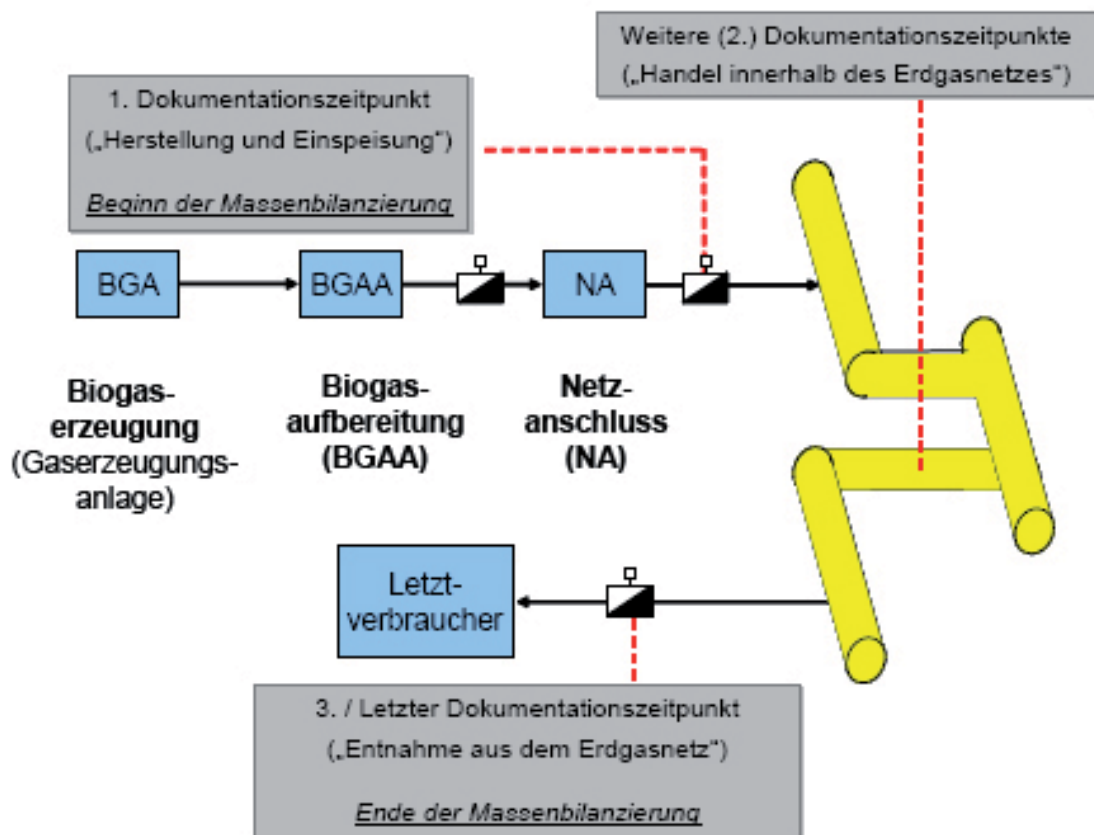 Weitere (2.) Dokumentationszeitpunkte
(„Handel innerhalb des Erdgasnetzes“)
1. Dokumentationszeitpunkt
(„Herstellung und Einspeisung“)
Beginn der Massenbilanzierung
BGA
BGAA
NA
Biogas-
erzeugung
(Gaserzeugungs-
anlage)
Biogas-
aufbereitung
(BGAA)
Netz-
anschluss
(NA)
Letzt-
verbraucher
3. / Letzter Dokumentationszeitpunkt
(„Entnahme aus dem Erdgasnetz“)
Ende der Massenbilanzierung